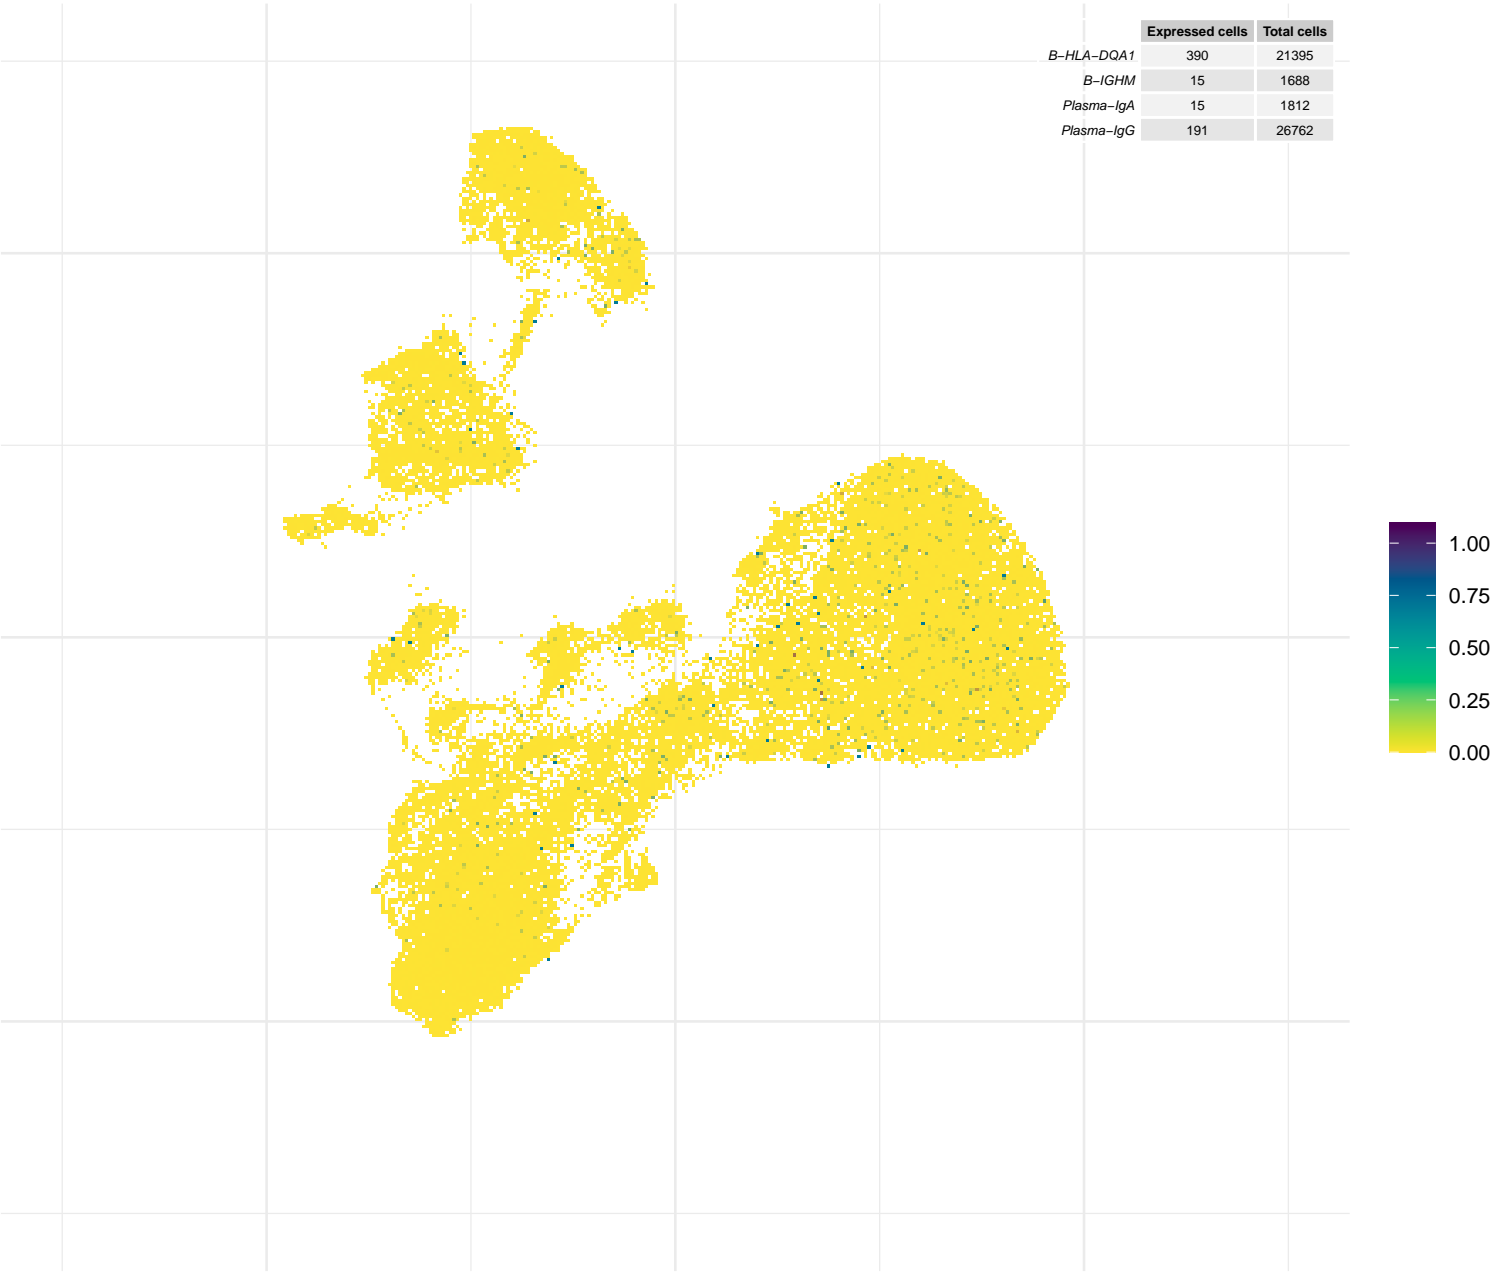 Expressed cells Total cells
B−HLA−DQA1 390 21395
B−IGHM 15 1688
Plasma−IgA 15 1812
Plasma−IgG 191 26762
1.00
0.75
0.50
0.25
0.00